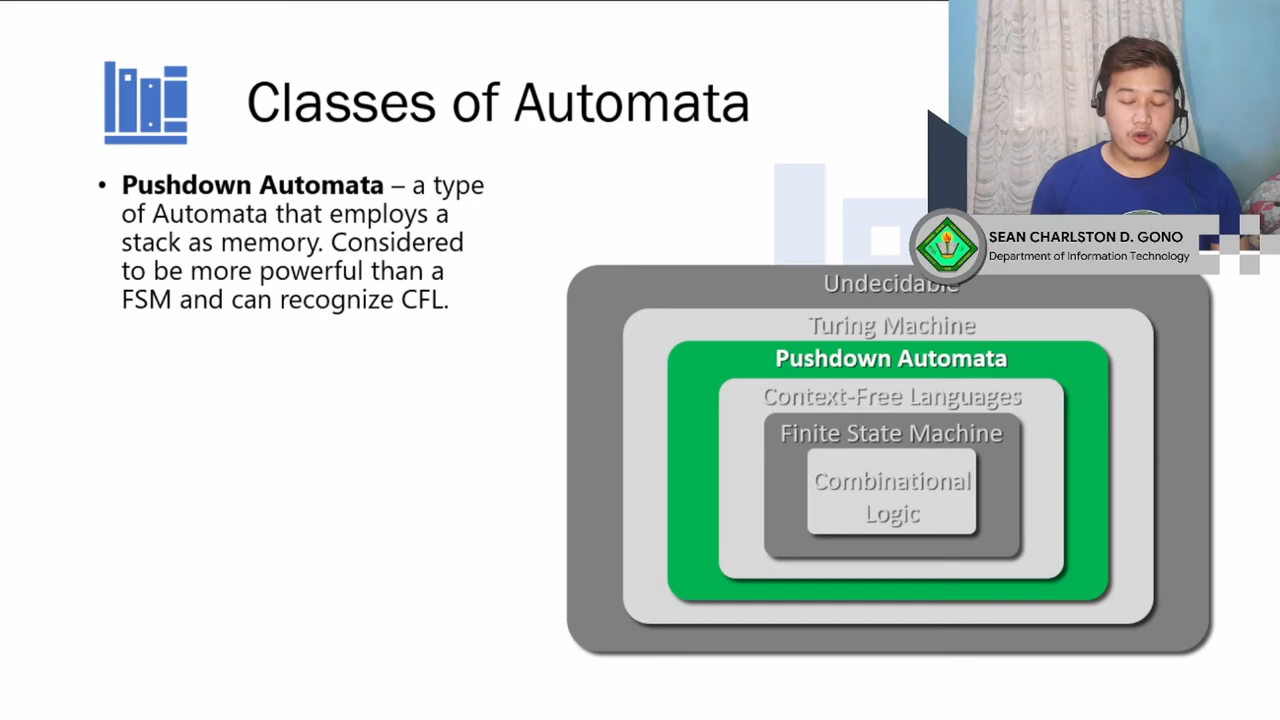 Classes of Automata
• Pushdown Automata – a type
of Automata that employs a
stack as memory. Considered
to be more powerful than a
FSM and can recognize CFL.
SEAN CHARLSTON D. GONO
Department of Information Technology
Undecidable
Turing Machine
Pushdown Automata
Context-Free Languages
Finite State Machine
Combinational
Logic